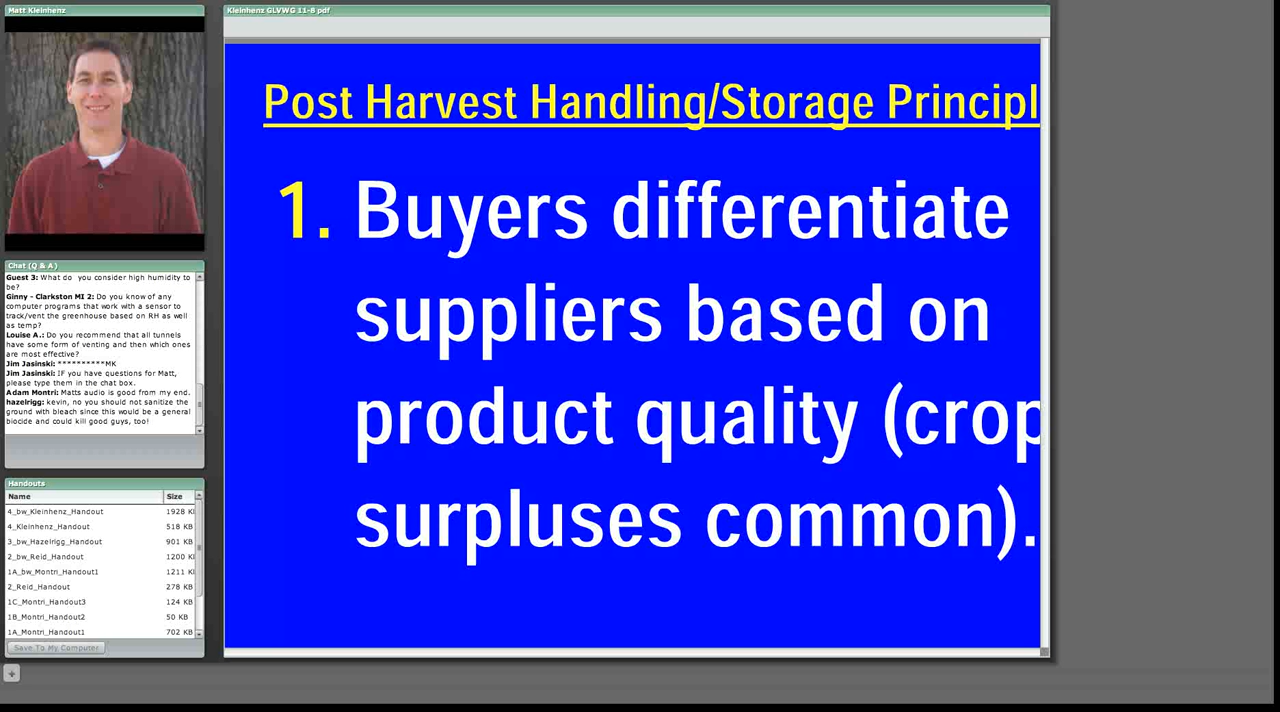 Matt Kleinhenz
Kleinhenz GLVWG 11-8 pdf
Post Harvest Handling/Storage Principl
1. Buyers differentiate
suppliers based on
product quality (crop
surpluses common).
Chat (Q & A)
Guest 3: What do you consider high humidity to
be?
Ginny - Clarkston MI 2: Do you know of any
computer programs that work with a sensor to
track/vent the greenhouse based on RH as well
as temp?
Louise A.: Do you recommend that all tunnels
have some form of venting and then which ones
are most effective?
Jim Jasinski: **********MK
Jim Jasinski: IF you have questions for Matt,
please type them in the chat box.
Adam Montri: Matts audio is good from my end.
hazelrigg: kevin, no you should not sanitize the
ground with bleach since this would be a general
biocide and could kill good guys, too!
Handouts
Name Size
4_bw_Kleinhenz_Handout 1928 K
4_Kleinhenz_Handout 518 KB
3_bw_Hazelrigg_Handout 901 KB
2_bw_Reid_Handout 1200 K
1A_bw_Montri_Handout1 1211 K
2_Reid_Handout 278 KB
1C_Montri_Handout3 124 KB
1B_Montri_Handout2 50 KB
1A_Montri_Handout1 702 KB
Save To My Computer
+